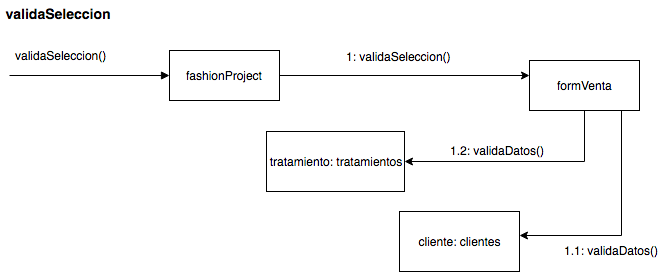 validaSeleccion
validaSeleccion()
1: validaSeleccion()
fashionProject
formVenta
1.2: validaDatos()
tratamiento: tratamientos
cliente: clientes
1.1: validaDatos()